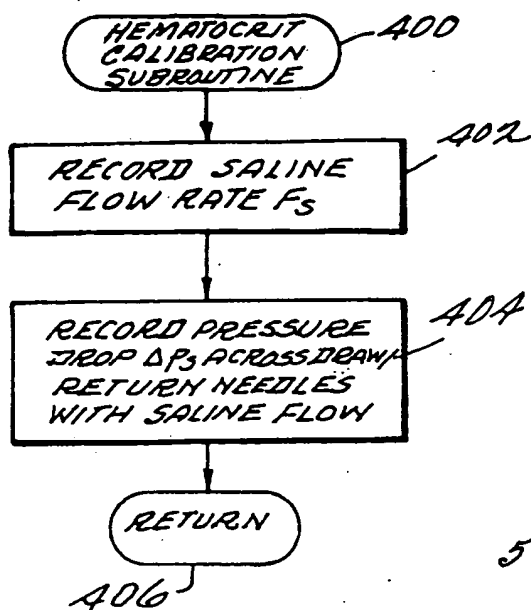 HEMATOCRIT
CALIBRATION
SUBROUTINE
400
RECORD SALINE
FLOW RATE FS
402
RECORD PRESSURE
DROP ΔPS ACROSS DRAW/
RETURN NEEDLES
WITH SALINE FLOW
404
RETURN
406
5